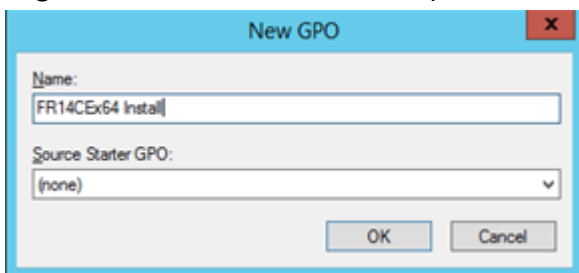 New GPO
x
Name:
FR14CEx64 Install
Source Starter GPO:
(none)
OK Cancel